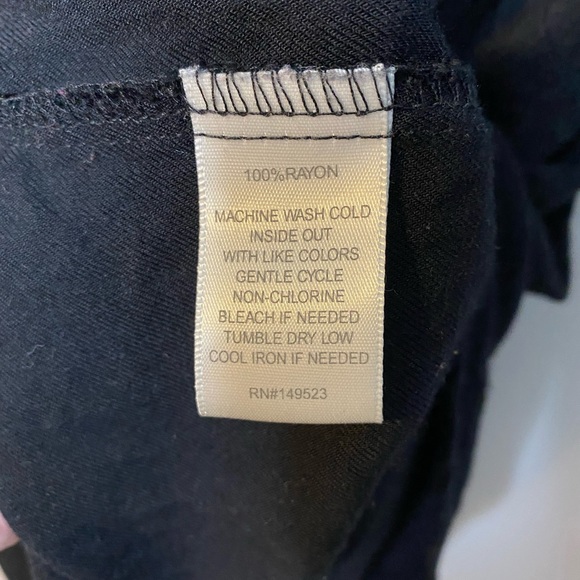 100%RAYON
MACHINE WASH COLD
INSIDE OUT
WITH LIKE COLORS
GENTLE CYCLE
NON-CHLORINE
BLEACH IF NEEDED
TUMBLE DRY LOW
COOL IRON IF NEEDED
RN#149523